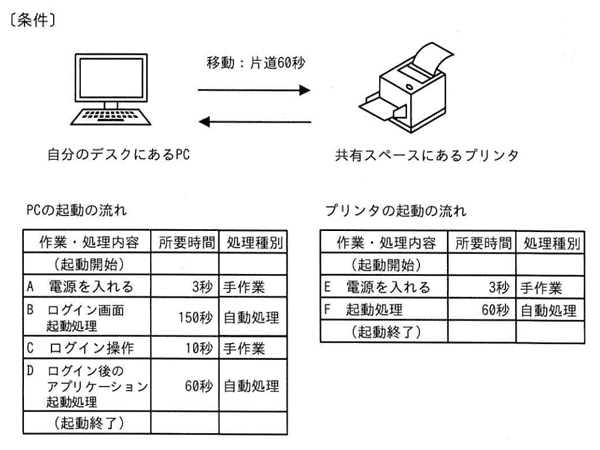 〔条件〕
移動：片道60秒
自分のデスクにあるPC
共有スペースにあるプリンタ
PCの起動の流れ
作業・処理内容 所要時間 処理種別
（起動開始）
A 電源を入れる 3秒 手作業
B ログイン画面
起動処理 150秒 自動処理
C ログイン操作 10秒 手作業
D ログイン後の
アプリケーション
起動処理 60秒 自動処理
（起動終了）
プリンタの起動の流れ
作業・処理内容 所要時間 処理種別
（起動開始）
E 電源を入れる 3秒 手作業
F 起動処理 60秒 自動処理
（起動終了）